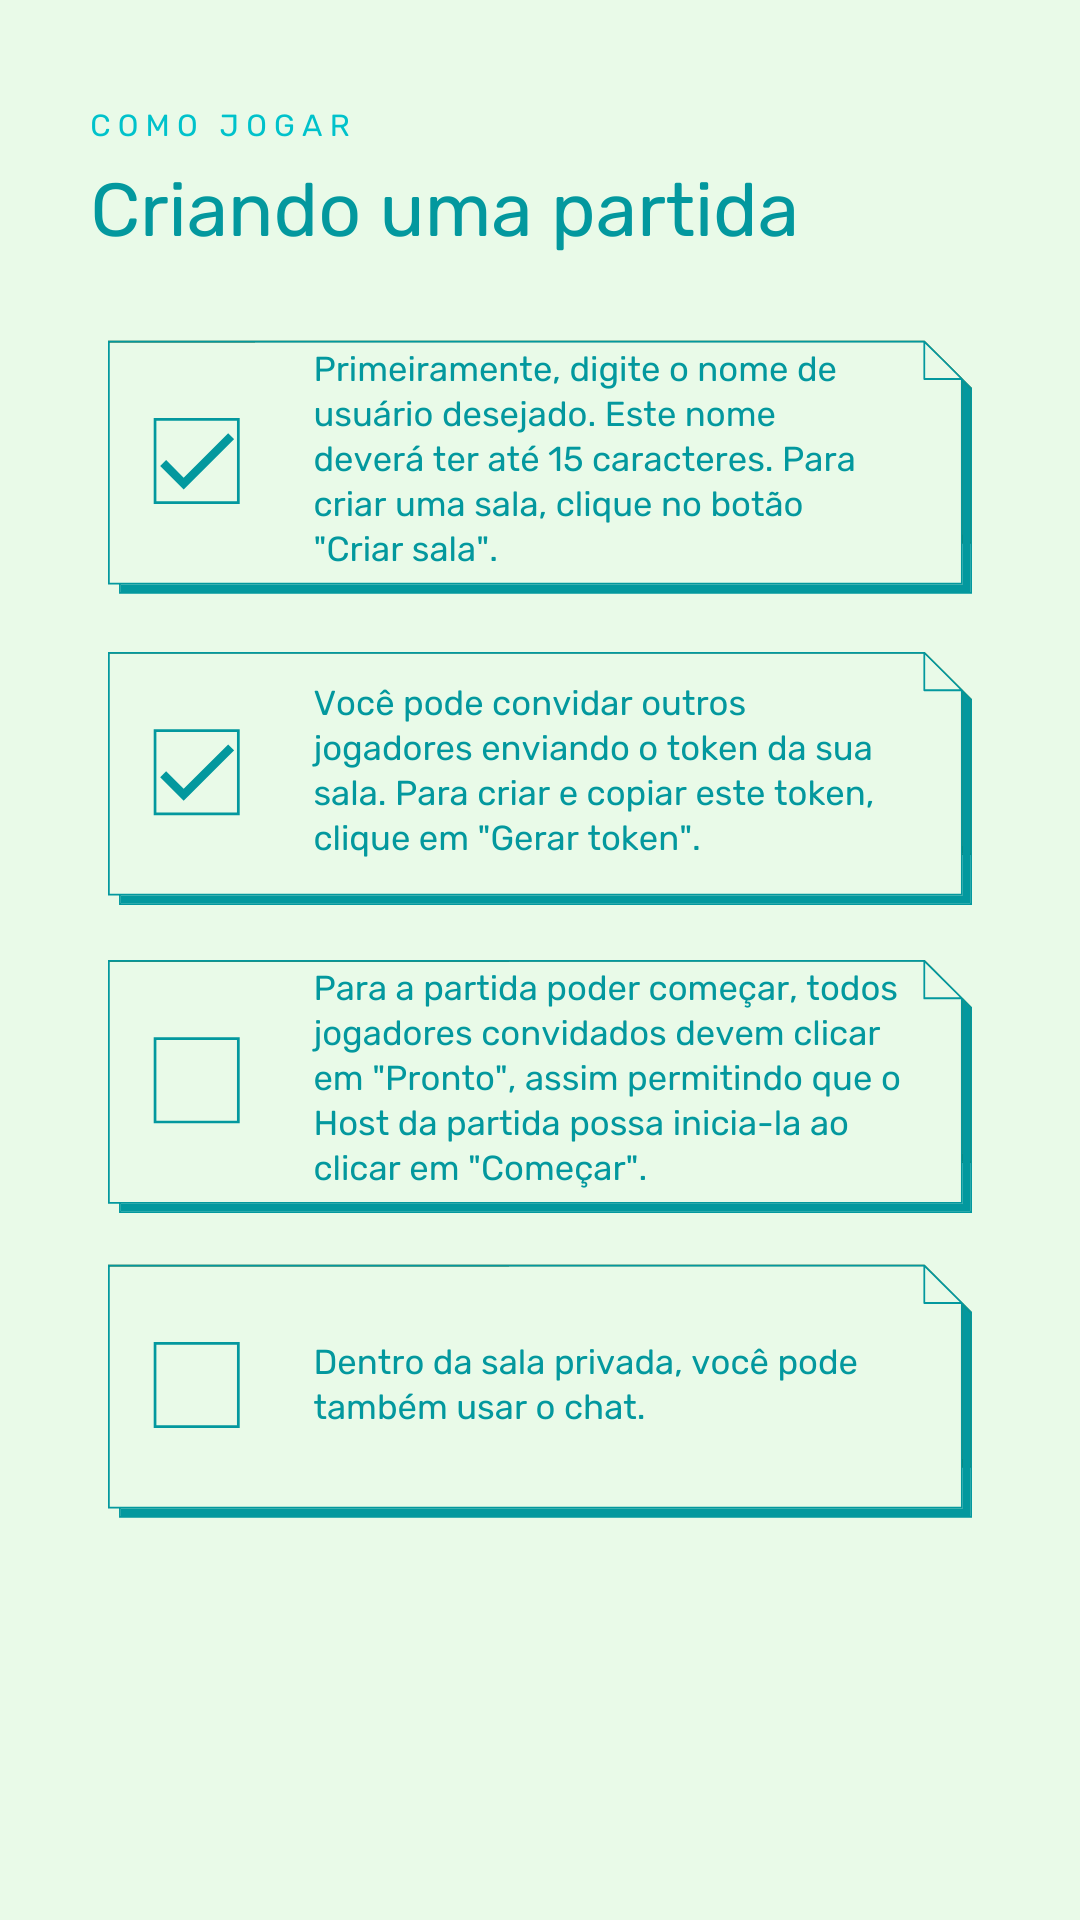 COMO JOGAR
Criando uma partida
Primeiramente, digite o nome de
usuário desejado. Este nome
deverá ter até 15 caracteres. Para
criar uma sala, clique no botão
"Criar sala".
Você pode convidar outros
jogadores enviando o token da sua
sala. Para criar e copiar este token,
clique em "Gerar token".
Para a partida poder começar, todos
jogadores convidados devem clicar
em "Pronto", assim permitindo que o
Host da partida possa inicia-la ao
clicar em "Começar".
Dentro da sala privada, você pode
também usar o chat.